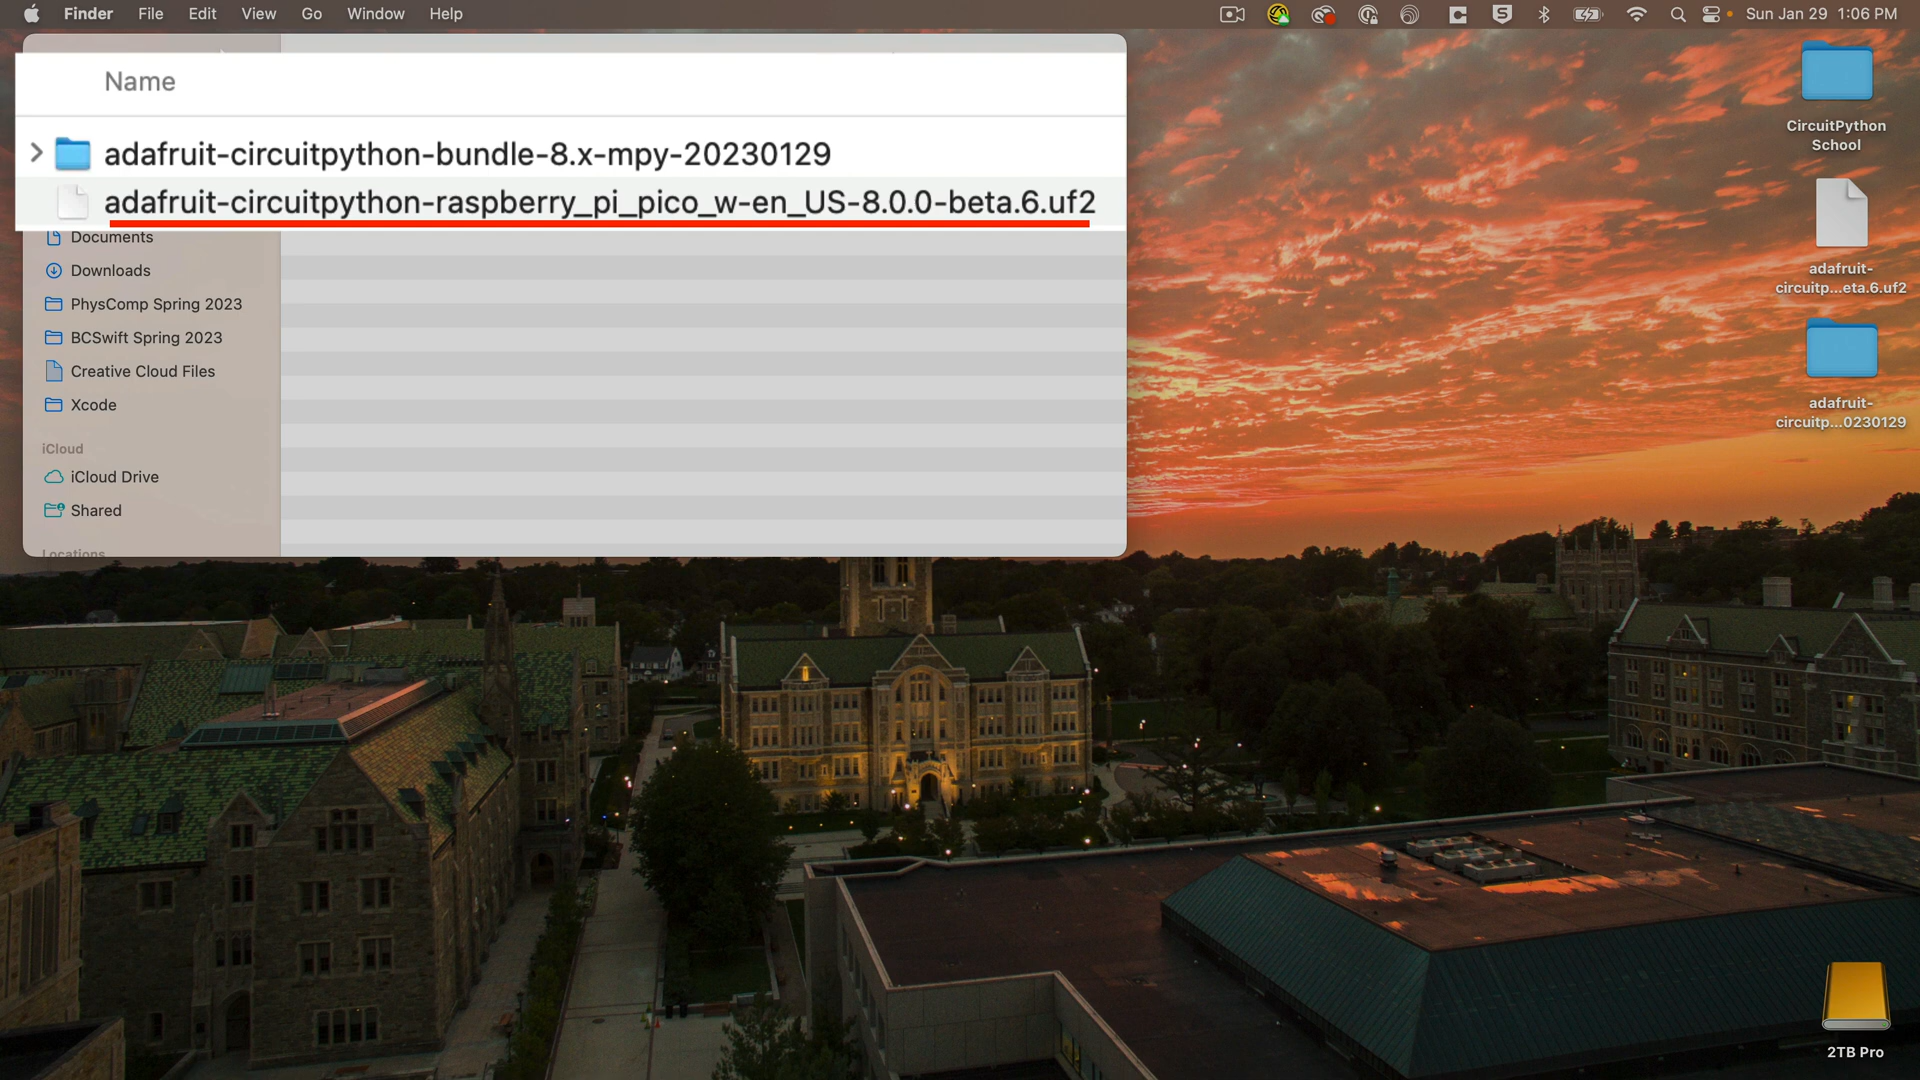 Finder File Edit View Go Window Help Sun Jan 29 1:06 PM
Name
adafruit-circuitpython-bundle-8.x-mpy-20230129
adafruit-circuitpython-raspberry_pi_pico_w-en_US-8.0.0-beta.6.uf2
Documents
Downloads
PhysComp Spring 2023
BCSwift Spring 2023
Creative Cloud Files
Xcode
iCloud
iCloud Drive
Shared
Locations
CircuitPython
School
adafruit-
circuitp...eta.6.uf2
adafruit-
circuitp...0230129
2TB Pro